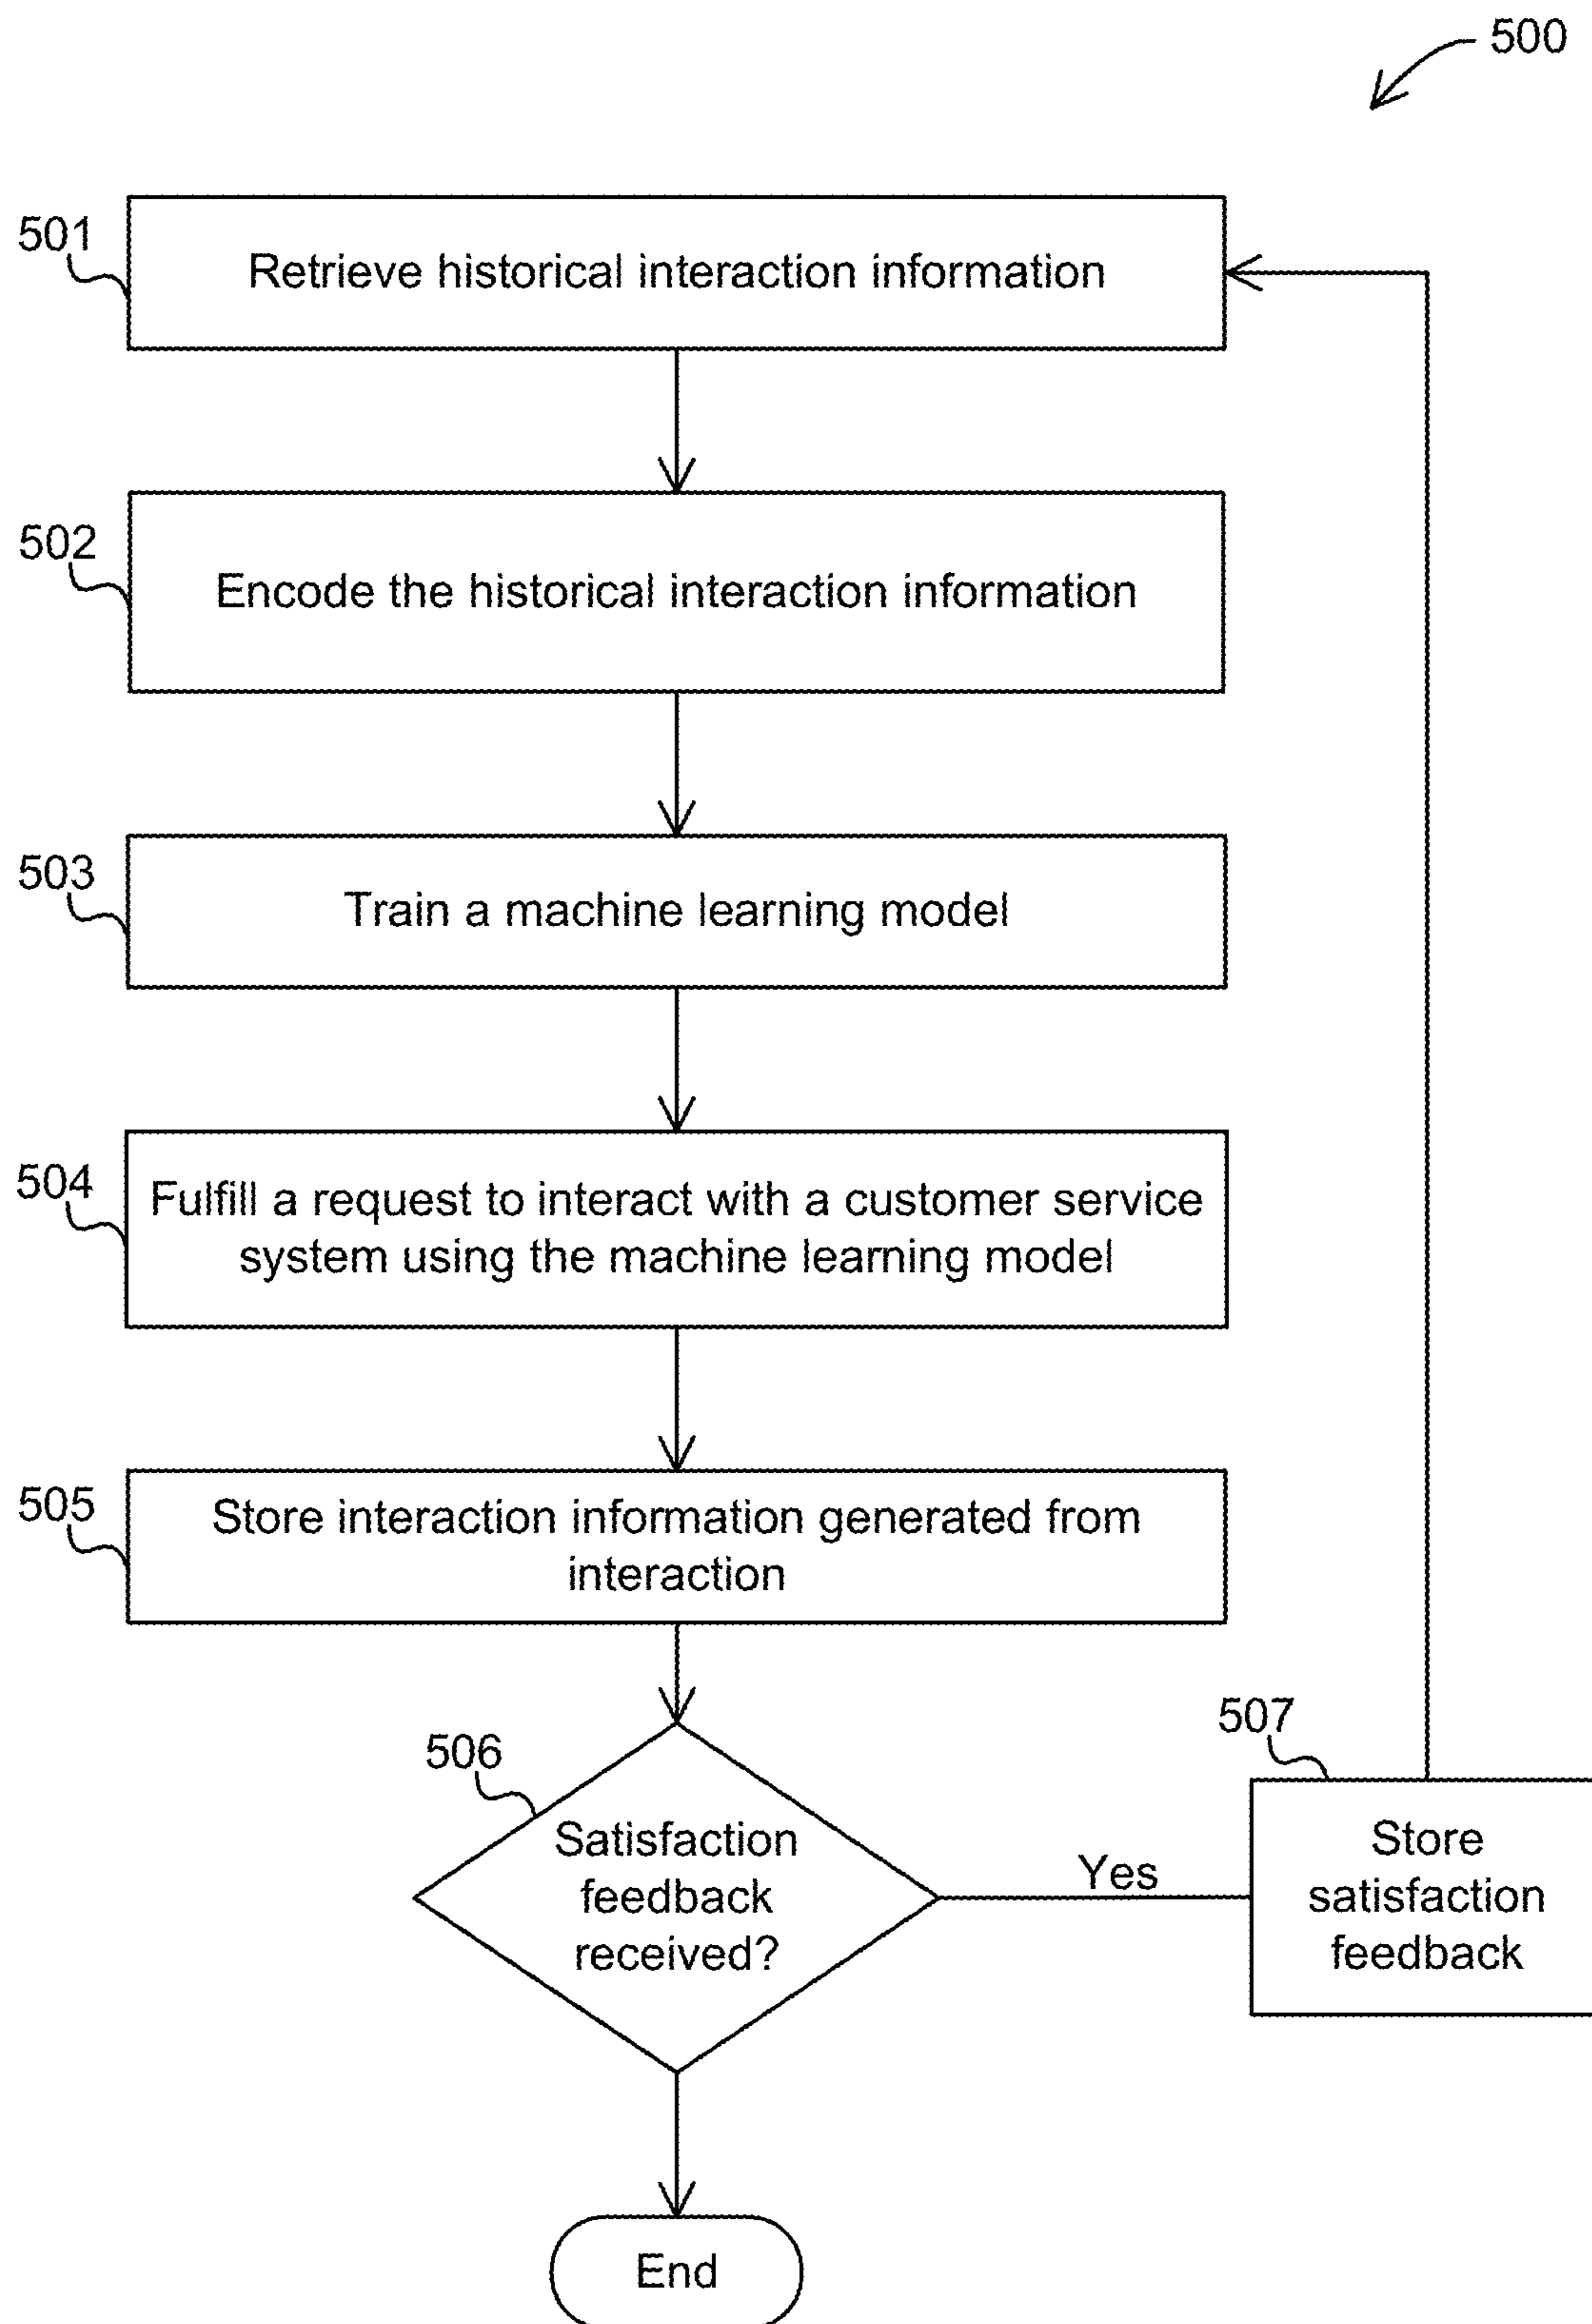 500
501
Retrieve historical interaction information
502
Encode the historical interaction information
503
Train a machine learning model
504
Fulfill a request to interact with a customer service
system using the machine learning model
505
Store interaction information generated from
interaction
506
Satisfaction
feedback
received?
Yes
507
Store
satisfaction
feedback
End